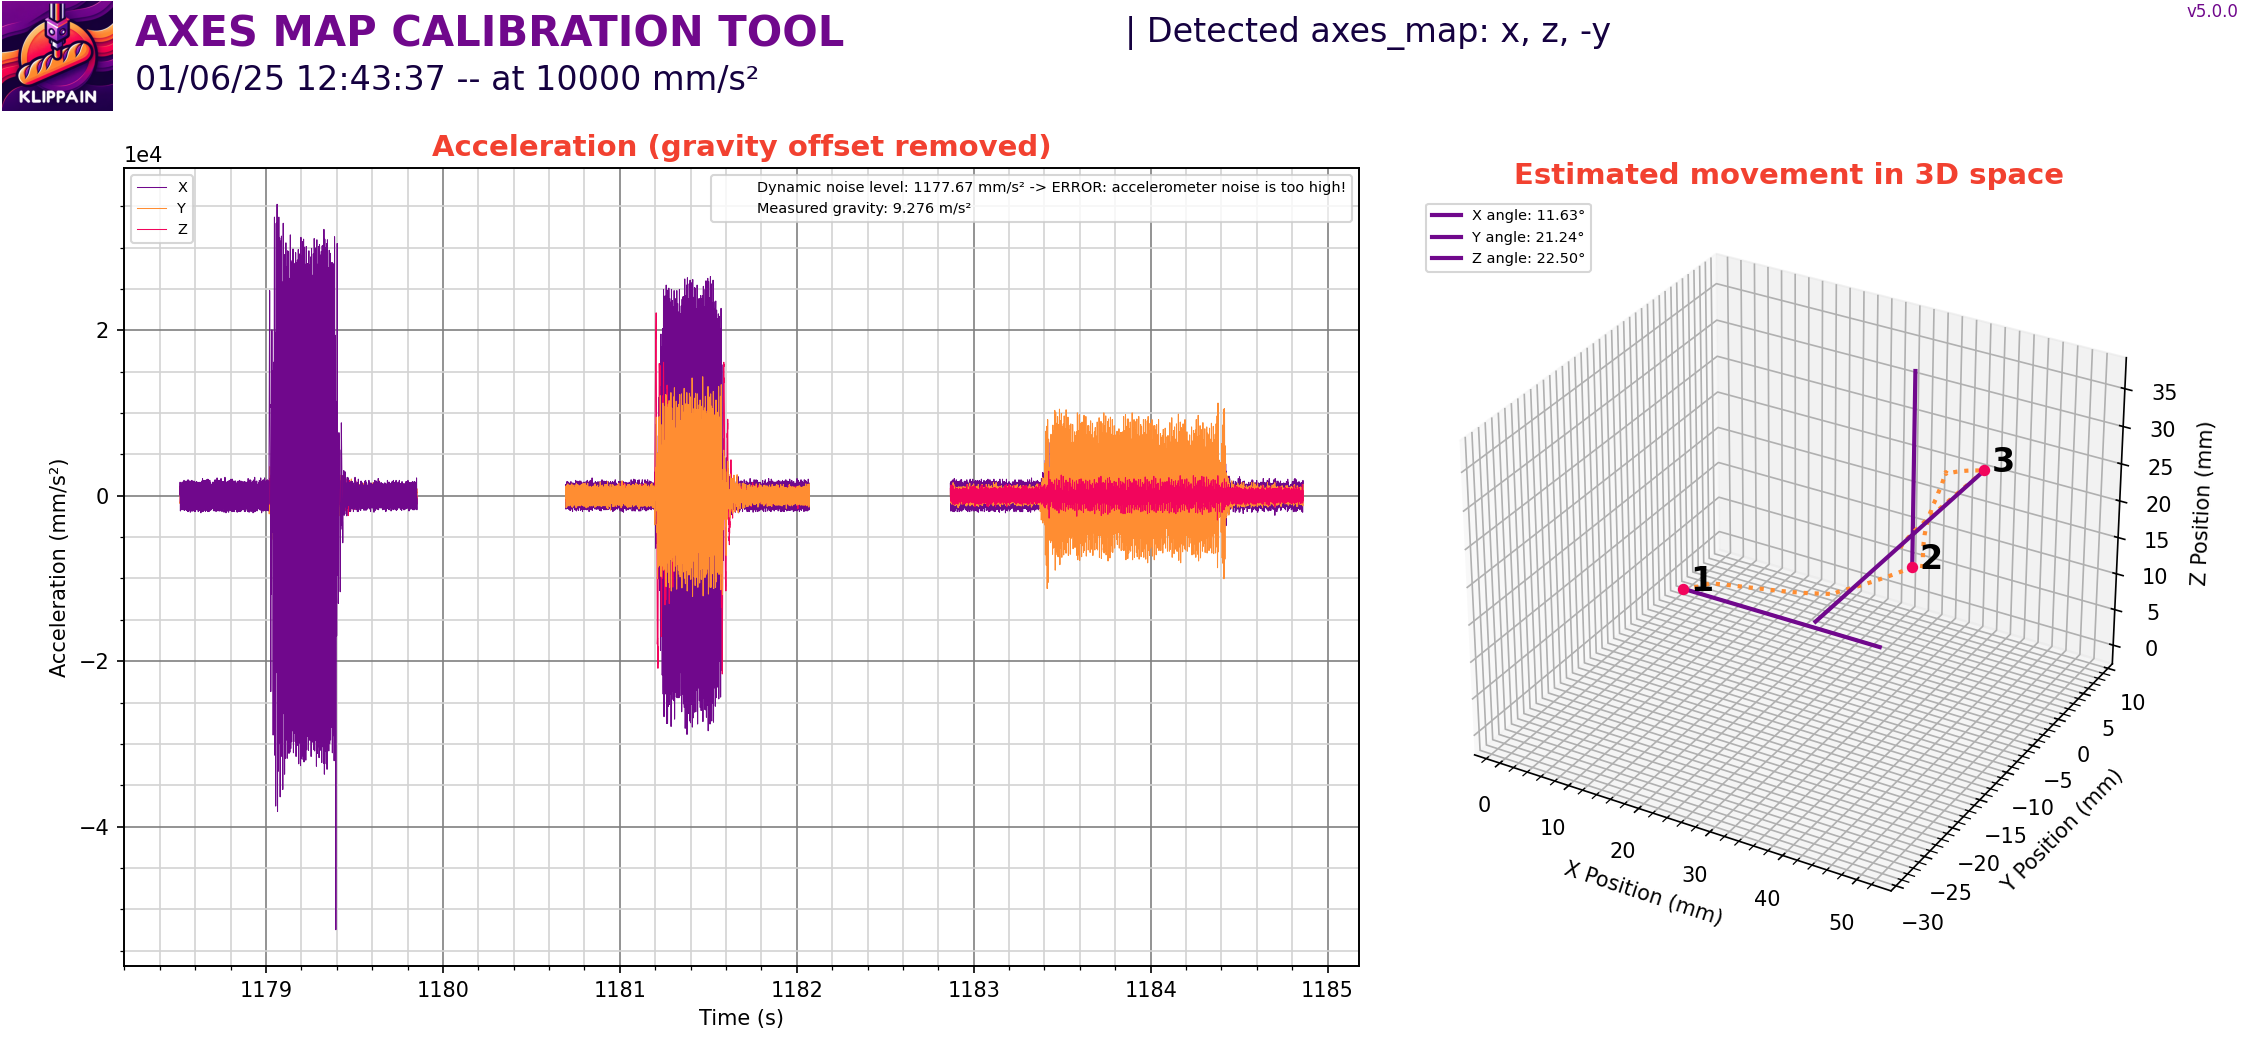 AXES MAP CALIBRATION TOOL
| Detected axes_map: x, z, -y
v5.0.0
01/06/25 12:43:37 -- at 10000 mm/s²
KLIPPAIN
Acceleration (gravity offset removed)
1e4
X
Y
Z
Dynamic noise level: 1177.67 mm/s² -> ERROR: accelerometer noise is too high!
Measured gravity: 9.276 m/s²
Acceleration (mm/s²)
2
0
−2
−4
1179
1180
1181
1182
1183
1184
1185
Time (s)
Estimated movement in 3D space
X angle: 11.63°
Y angle: 21.24°
Z angle: 22.50°
1
2
3
0
10
20
30
40
50
X Position (mm)
−30
−25
−20
−15
−10
−5
0
5
10
Y Position (mm)
0
5
10
15
20
25
30
35
Z Position (mm)